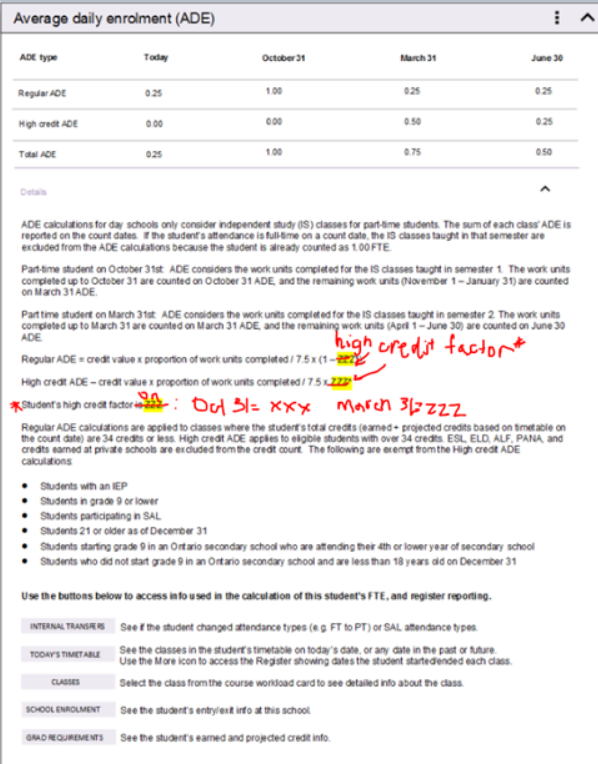 Average daily enrolment (ADE)
ADE type Today October 31 March 31 June 30
Regular ADE 0.25 1.00 0.25 0.25
High credit ADE 0.00 0.00 0.50 0.25
Total ADE 0.25 1.00 0.75 0.50
Details
ADE calculations for day schools only consider independent study (IS) classes for part-time students. The sum of each class' ADE is
reported on the count dates. If the student's attendance is full-time on a count date, the IS classes taught in that semester are
excluded from the ADE calculations because the student is already counted as 1.00 FTE.
Part-time student on October 31st: ADE considers the work units completed for the IS classes taught in semester 1. The work units
completed up to October 31 are counted on October 31 ADE, and the remaining work units (November 1 – January 31) are counted
on March 31 ADE.
Part time student on March 31st: ADE considers the work units completed for the IS classes taught in semester 2. The work units
completed up to March 31 are counted on March 31 ADE, and the remaining work units (April 1 – June 30) are counted on June 30
ADE.
high credit factor*
Regular ADE = credit value x proportion of work units completed / 7.5 x (1 – ZZZ)
High credit ADE – credit value x proportion of work units completed / 7.5 x ZZZ
* Student's high credit factor is ZZZ on : Oct 31= xxx March 31= zzz
Regular ADE calculations are applied to classes where the student's total credits (earned + projected credits based on timetable on
the count date) are 34 credits or less. High credit ADE applies to eligible students with over 34 credits. ESL, ELD, ALF, PANA, and
credits earned at private schools are excluded from the credit count. The following are exempt from the High credit ADE
calculations:
• Students with an IEP
• Students in grade 9 or lower
• Students participating in SAL
• Students 21 or older as of December 31
• Students starting grade 9 in an Ontario secondary school who are attending their 4th or lower year of secondary school
• Students who did not start grade 9 in an Ontario secondary school and are less than 18 years old on December 31
Use the buttons below to access info used in the calculation of this student's FTE, and register reporting.
INTERNAL TRANSFERS See if the student changed attendance types (e.g. FT to PT) or SAL attendance types.
TODAY'S TIMETABLE See the classes in the student's timetable on today's date, or any date in the past or future.
Use the More icon to access the Register showing dates the student started/ended each class.
CLASSES Select the class from the course workload card to see detailed info about the class.
SCHOOL ENROLMENT See the student's entry/exit info at this school.
GRAD REQUIREMENTS See the student's earned and projected credit info.